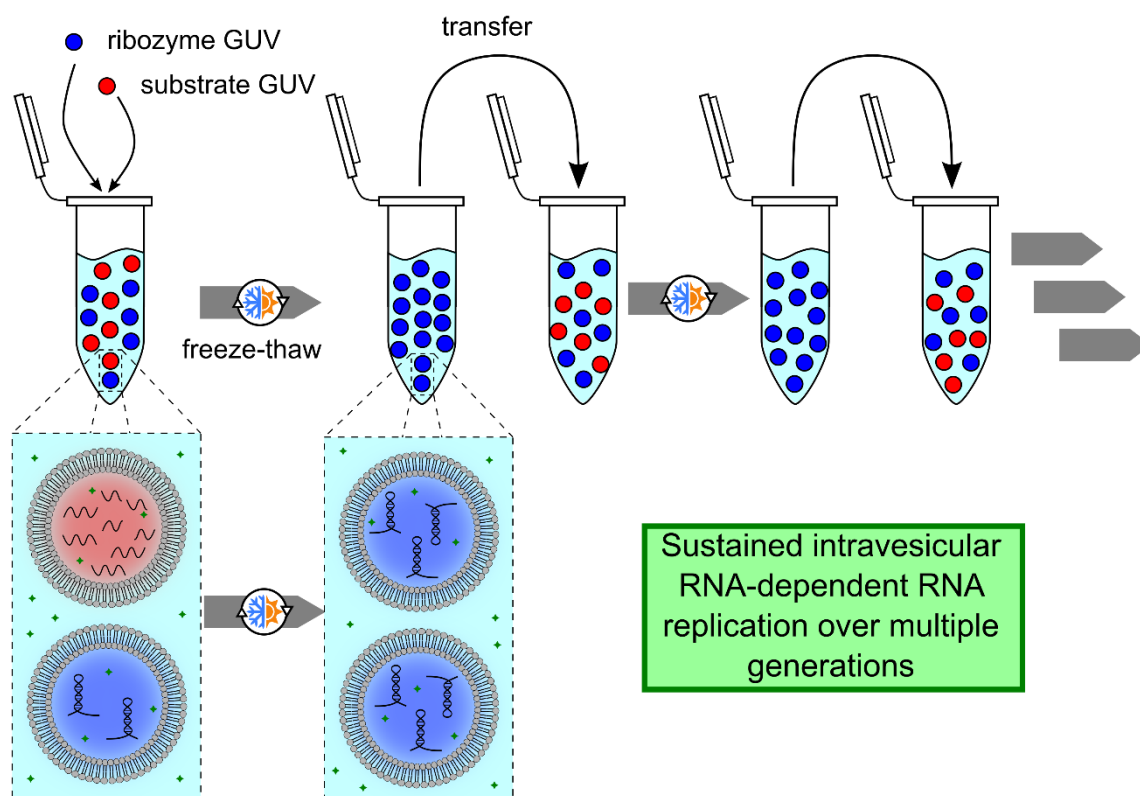 ribozyme GUV
substrate GUV
transfer
freeze-thaw
Sustained intravesicular
RNA-dependent RNA
replication over multiple
generations